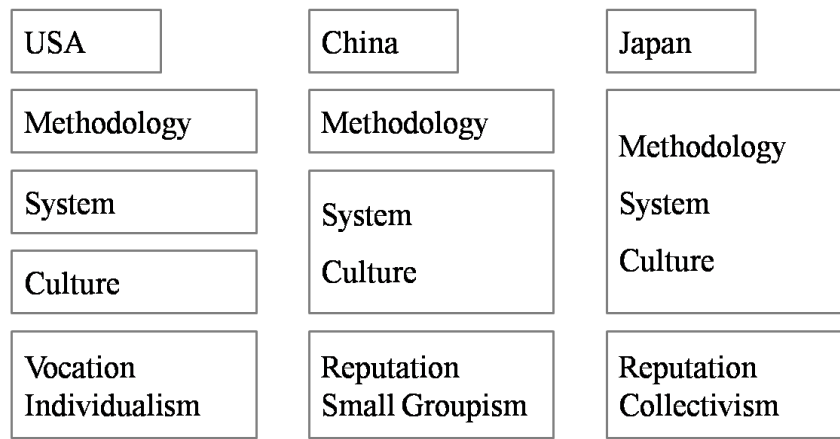 USA
Methodology
System
Culture
Vocation
Individualism
China
Methodology
System
Culture
Reputation
Small Groupism
Japan
Methodology
System
Culture
Reputation
Collectivism